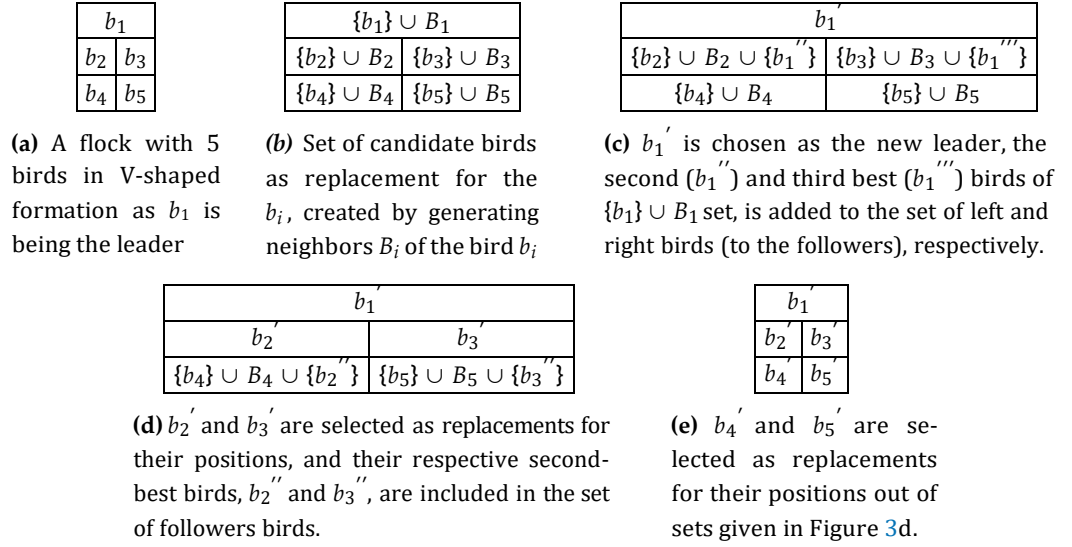 b₁
b₂ b₃
b₄ b₅
(a) A flock with 5
birds in V-shaped
formation as b₁ is
being the leader
{b₁} ∪ B₁
{b₂} ∪ B₂ {b₃} ∪ B₃
{b₄} ∪ B₄ {b₅} ∪ B₅
(b) Set of candidate birds
as replacement for the
bᵢ, created by generating
neighbors Bᵢ of the bird bᵢ
b₁′
{b₂} ∪ B₂ ∪ {b₁′′} {b₃} ∪ B₃ ∪ {b₁′′′}
{b₄} ∪ B₄ {b₅} ∪ B₅
(c) b₁′ is chosen as the new leader, the
second (b₁′′) and third best (b₁′′′) birds of
{b₁} ∪ B₁ set, is added to the set of left and
right birds (to the followers), respectively.
b₁′
b₂′ b₃′
{b₄} ∪ B₄ ∪ {b₂′′} {b₅} ∪ B₅ ∪ {b₃′′}
(d) b₂′ and b₃′ are selected as replacements for
their positions, and their respective second-
best birds, b₂′′ and b₃′′, are included in the set
of followers birds.
b₁′
b₂′ b₃′
b₄′ b₅′
(e) b₄′ and b₅′ are se-
lected as replacements
for their positions out of
sets given in Figure 3d.